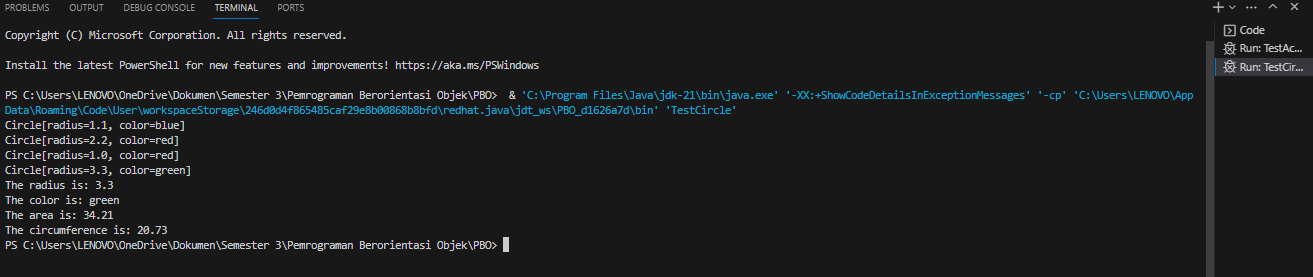 PROBLEMS OUTPUT DEBUG CONSOLE TERMINAL PORTS
Copyright (C) Microsoft Corporation. All rights reserved.
Install the latest PowerShell for new features and improvements! https://aka.ms/PSWindows
PS C:\Users\LENOVO\OneDrive\Dokumen\Semester 3\Pemrograman Berorientasi Objek\PBO>  & 'C:\Program Files\Java\jdk-21\bin\java.exe' '-XX:+ShowCodeDetailsInExceptionMessages' '-cp' 'C:\Users\LENOVO\App
Data\Roaming\Code\User\workspaceStorage\246d0d4f865485caf29e8b00868b8bfd\redhat.java\jdt_ws\PBO_d1626a7d\bin' 'TestCircle'
Circle[radius=1.1, color=blue]
Circle[radius=2.2, color=red]
Circle[radius=1.0, color=red]
Circle[radius=3.3, color=green]
The radius is: 3.3
The color is: green
The area is: 34.21
The circumference is: 20.73
PS C:\Users\LENOVO\OneDrive\Dokumen\Semester 3\Pemrograman Berorientasi Objek\PBO>
Code
Run: TestAc...
Run: TestCir...